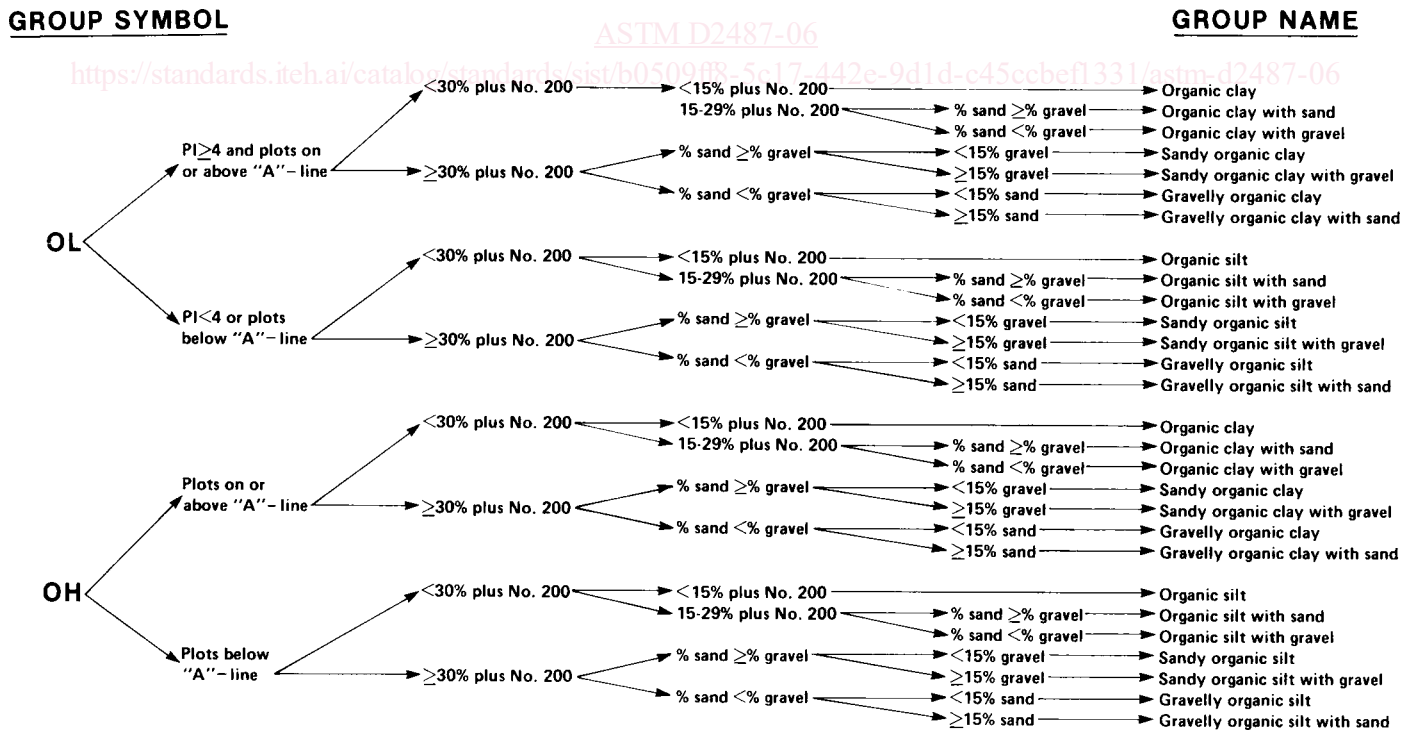 GROUP SYMBOL GROUP NAME
ASTM D2487-06
https://standards.iteh.ai/catalog/standards/sist/b0509ff8-5c17-442e-9d1d-c45ccbef1331/astm-d2487-06
<30% plus No. 200 <15% plus No. 200 Organic clay
15-29% plus No. 200 % sand ≥% gravel Organic clay with sand
% sand <% gravel Organic clay with gravel
PI≥4 and plots on
or above "A"–line
≥30% plus No. 200 % sand ≥% gravel <15% gravel Sandy organic clay
≥15% gravel Sandy organic clay with gravel
% sand <% gravel <15% sand Gravelly organic clay
≥15% sand Gravelly organic clay with sand
OL
<30% plus No. 200 <15% plus No. 200 Organic silt
15-29% plus No. 200 % sand ≥% gravel Organic silt with sand
% sand <% gravel Organic silt with gravel
PI<4 or plots
below "A"–line
≥30% plus No. 200 % sand ≥% gravel <15% gravel Sandy organic silt
≥15% gravel Sandy organic silt with gravel
% sand <% gravel <15% sand Gravelly organic silt
≥15% sand Gravelly organic silt with sand
<30% plus No. 200 <15% plus No. 200 Organic clay
15-29% plus No. 200 % sand ≥% gravel Organic clay with sand
% sand <% gravel Organic clay with gravel
Plots on or
above "A"–line
≥30% plus No. 200 % sand ≥% gravel <15% gravel Sandy organic clay
≥15% gravel Sandy organic clay with gravel
% sand <% gravel <15% sand Gravelly organic clay
≥15% sand Gravelly organic clay with sand
OH
<30% plus No. 200 <15% plus No. 200 Organic silt
15-29% plus No. 200 % sand ≥% gravel Organic silt with sand
% sand <% gravel Organic silt with gravel
Plots below
"A"–line
≥30% plus No. 200 % sand ≥% gravel <15% gravel Sandy organic silt
≥15% gravel Sandy organic silt with gravel
% sand <% gravel <15% sand Gravelly organic silt
≥15% sand Gravelly organic silt with sand